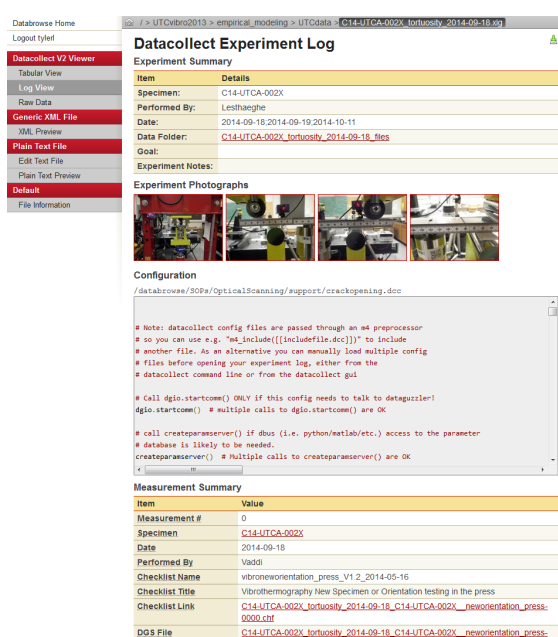 Databrowse Home
Logout tylerl
Datacollect V2 Viewer
Tabular View
Log View
Raw Data
Generic XML File
XML Preview
Plain Text File
Edit Text File
Plain Text Preview
Default
File Information
/ > UTCvibro2013 > empirical_modeling > UTCdata > C14-UTCA-002X_tortuosity_2014-09-18.xlg
Datacollect Experiment Log
Experiment Summary
Item Details
Specimen: C14-UTCA-002X
Performed By: Lesthaeghe
Date: 2014-09-18;2014-09-19;2014-10-11
Data Folder: C14-UTCA-002X_tortuosity_2014-09-18_files
Goal:
Experiment Notes:
Experiment Photographs
Configuration
/databrowse/SOPs/OpticalScanning/support/crackopening.dcc
# Note: datacollect config files are passed through an m4 preprocessor
# so you can use e.g. "m4_include([[includefile.dcc]])" to include
# another file. As an alternative you can manually load multiple config
# files before opening your experiment log, either from the
# datacollect command line or from the datacollect gui
# Call dgio.startcomm() ONLY if this config needs to talk to dataguzzler!
dgio.startcomm() # multiple calls to dgio.startcomm() are OK
# call createparamserver() if dbus (i.e. python/matlab/etc.) access to the parameter
# database is likely to be needed.
createparamserver() # Multiple calls to createparamserver() are OK
Measurement Summary
Item Value
Measurement # 0
Specimen C14-UTCA-002X
Date 2014-09-18
Performed By Vaddi
Checklist Name vibroneworientation_press_V1.2_2014-05-16
Checklist Title Vibrothermography New Specimen or Orientation testing in the press
Checklist Link C14-UTCA-002X_tortuosity_2014-09-18_C14-UTCA-002X__neworientation_press-
0000.chf
DGS File C14-UTCA-002X_tortuosity_2014-09-18_C14-UTCA-002X__neworientation_press-